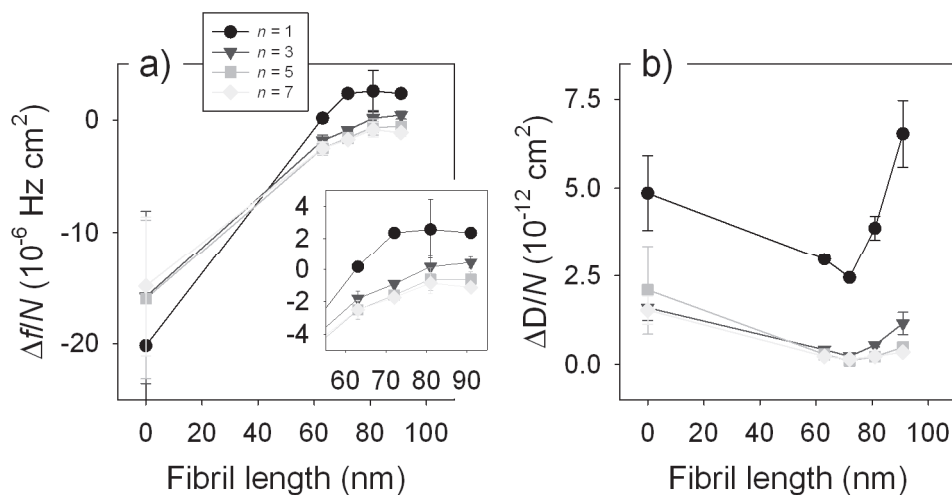 a)
n = 1
n = 3
n = 5
n = 7
Δf/N (10⁻⁶ Hz cm²)
0
-10
-20
0 20 40 60 80 100
Fibril length (nm)
4
2
0
-2
-4
60 70 80 90
b)
ΔD/N (10⁻¹² cm²)
7.5
5.0
2.5
0.0
0 20 40 60 80 100
Fibril length (nm)